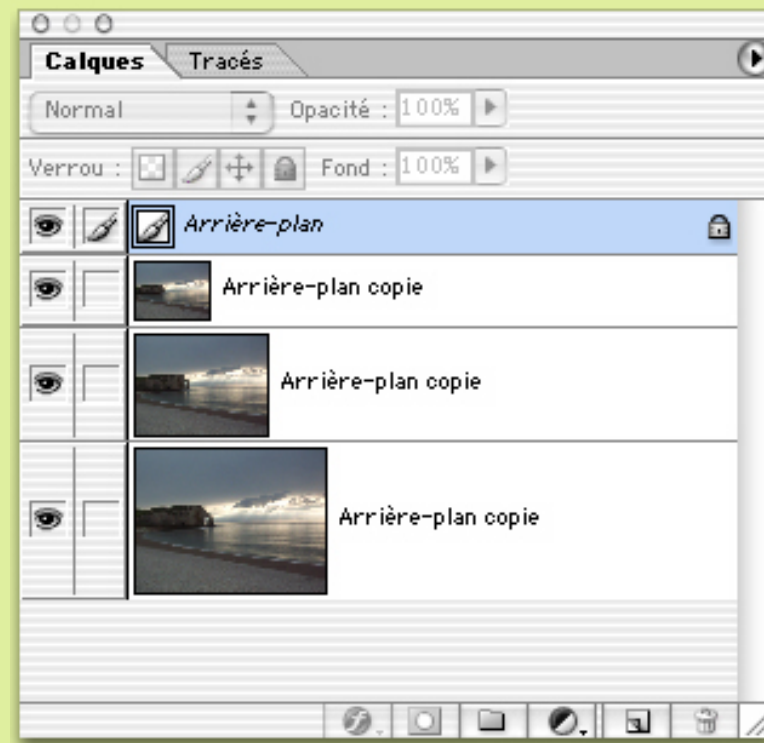 Calques Tracés
Normal Opacité : 100%
Verrou : Fond : 100%
Arrière-plan
Arrière-plan copie
Arrière-plan copie
Arrière-plan copie